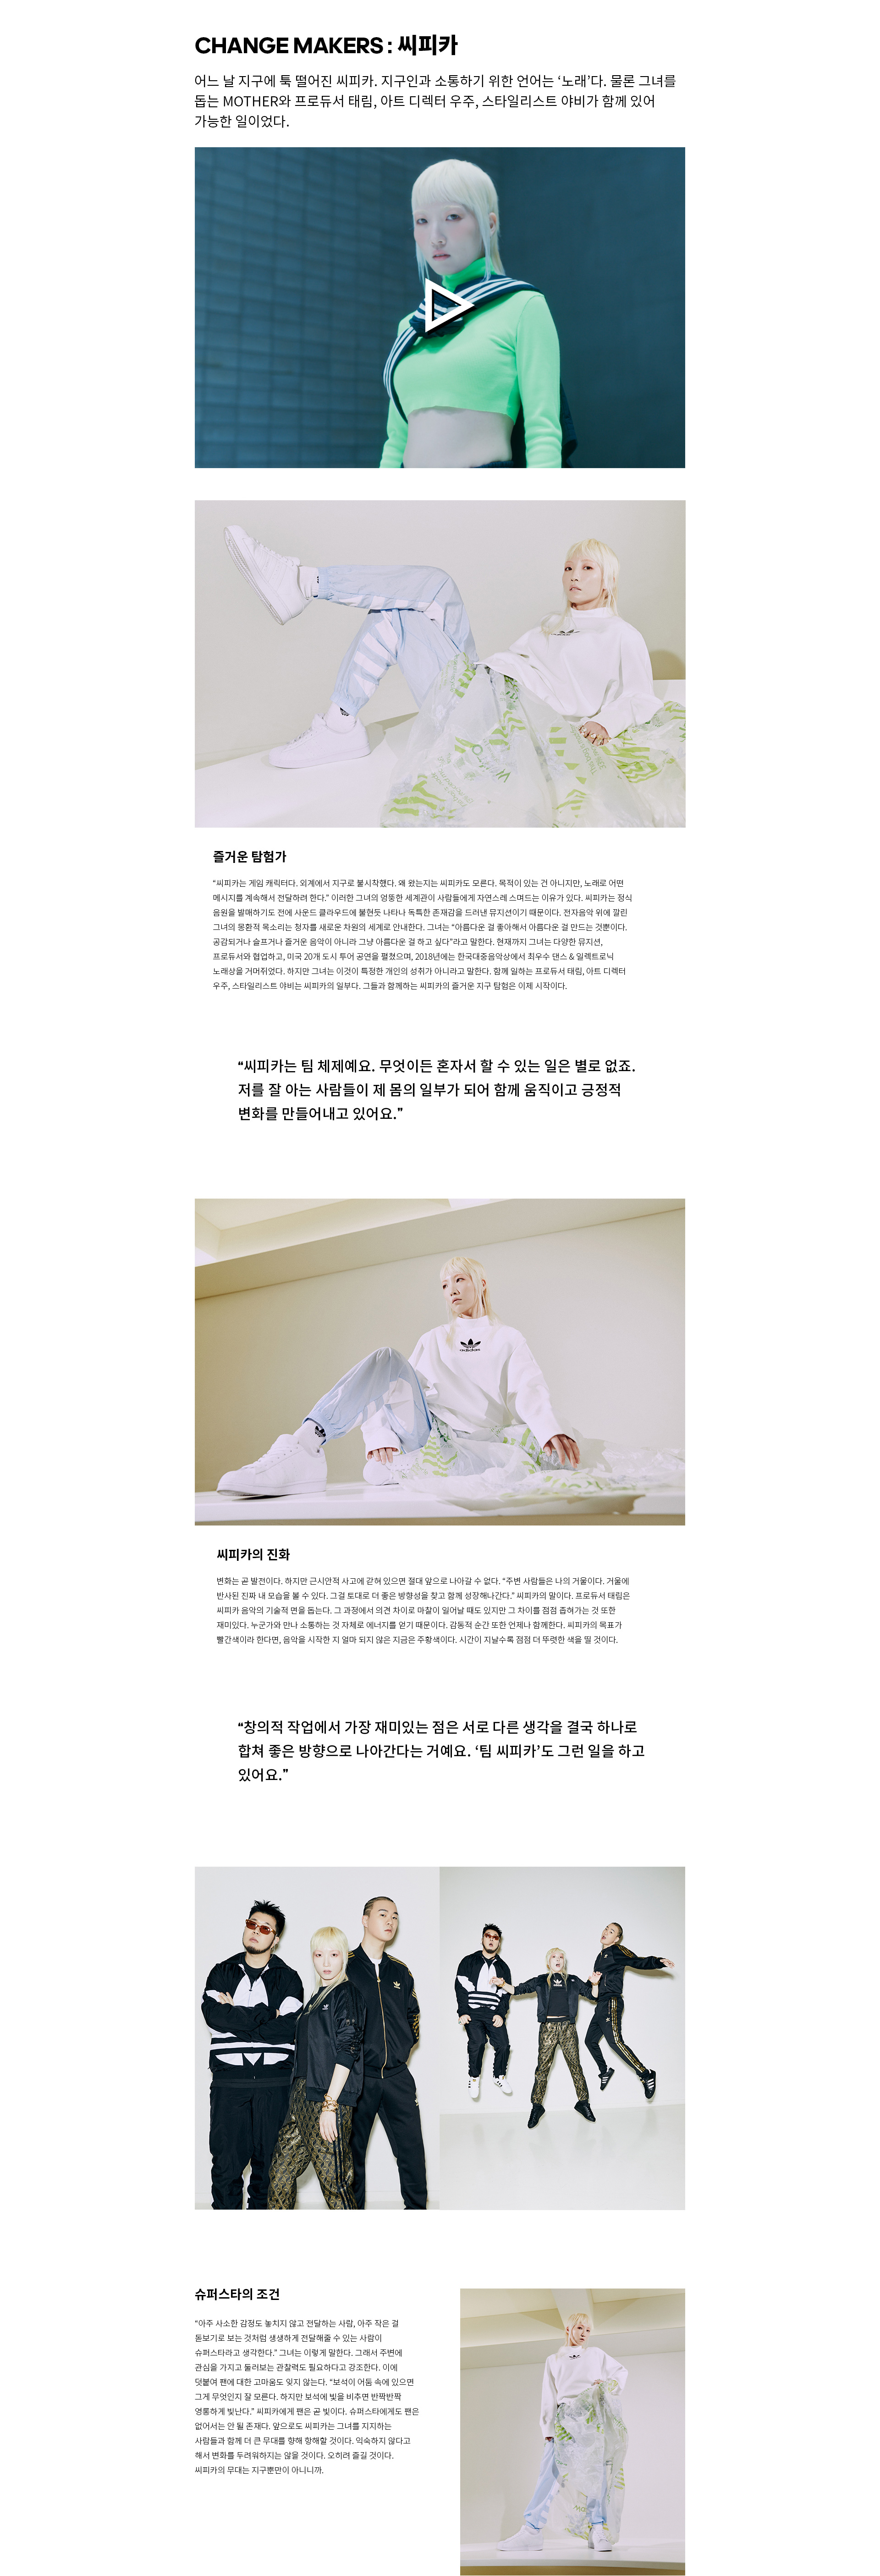 CHANGE MAKERS : 씨피카
어느 날 지구에 툭 떨어진 씨피카. 지구인과 소통하기 위한 언어는 ‘노래’다. 물론 그녀를
돕는 MOTHER와 프로듀서 태림, 아트 디렉터 우주, 스타일리스트 야비가 함께 있어
가능한 일이었다.
즐거운 탐험가
“씨피카는 게임 캐릭터다. 외계에서 지구로 불시착했다. 왜 왔는지는 씨피카도 모른다. 목적이 있는 건 아니지만, 노래로 어떤
메시지를 계속해서 전달하려 한다.” 이러한 그녀의 엉뚱한 세계관이 사람들에게 자연스레 스며드는 이유가 있다. 씨피카는 정식
음원을 발매하기도 전에 사운드 클라우드에 불현듯 나타나 독특한 존재감을 드러낸 뮤지션이기 때문이다. 전자음악 위에 깔린
그녀의 몽환적 목소리는 청자를 새로운 차원의 세계로 안내한다. 그녀는 “아름다운 걸 좋아해서 아름다운 걸 만드는 것뿐이다.
공감되거나 슬프거나 즐거운 음악이 아니라 그냥 아름다운 걸 하고 싶다”라고 말한다. 현재까지 그녀는 다양한 뮤지션,
프로듀서와 협업하고, 미국 20개 도시 투어 공연을 펼쳤으며, 2018년에는 한국대중음악상에서 최우수 댄스 & 일렉트로닉
노래상을 거머쥐었다. 하지만 그녀는 이것이 특정한 개인의 성취가 아니라고 말한다. 함께 일하는 프로듀서 태림, 아트 디렉터
우주, 스타일리스트 야비는 씨피카의 일부다. 그들과 함께하는 씨피카의 즐거운 지구 탐험은 이제 시작이다.
“씨피카는 팀 체제예요. 무엇이든 혼자서 할 수 있는 일은 별로 없죠.
저를 잘 아는 사람들이 제 몸의 일부가 되어 함께 움직이고 긍정적
변화를 만들어내고 있어요.”
adidas
씨피카의 진화
변화는 곧 발전이다. 하지만 근시안적 사고에 갇혀 있으면 절대 앞으로 나아갈 수 없다. “주변 사람들은 나의 거울이다. 거울에
반사된 진짜 내 모습을 볼 수 있다. 그걸 토대로 더 좋은 방향성을 찾고 함께 성장해나간다.” 씨피카의 말이다. 프로듀서 태림은
씨피카 음악의 기술적 면을 돕는다. 그 과정에서 의견 차이로 마찰이 일어날 때도 있지만 그 차이를 점점 좁혀가는 것 또한
재미있다. 누군가와 만나 소통하는 것 자체로 에너지를 얻기 때문이다. 감동적 순간 또한 언제나 함께한다. 씨피카의 목표가
빨간색이라 한다면, 음악을 시작한 지 얼마 되지 않은 지금은 주황색이다. 시간이 지날수록 점점 더 뚜렷한 색을 띨 것이다.
“창의적 작업에서 가장 재미있는 점은 서로 다른 생각을 결국 하나로
합쳐 좋은 방향으로 나아간다는 거예요. ‘팀 씨피카’도 그런 일을 하고
있어요.”
슈퍼스타의 조건
“아주 사소한 감정도 놓치지 않고 전달하는 사람, 아주 작은 걸
돋보기로 보는 것처럼 생생하게 전달해줄 수 있는 사람이
슈퍼스타라고 생각한다.” 그녀는 이렇게 말한다. 그래서 주변에
관심을 가지고 둘러보는 관찰력도 필요하다고 강조한다. 이에
덧붙여 팬에 대한 고마움도 잊지 않는다. “보석이 어둠 속에 있으면
그게 무엇인지 잘 모른다. 하지만 보석에 빛을 비추면 반짝반짝
영롱하게 빛난다.” 씨피카에게 팬은 곧 빛이다. 슈퍼스타에게도 팬은
없어서는 안 될 존재다. 앞으로도 씨피카는 그녀를 지지하는
사람들과 함께 더 큰 무대를 향해 항해할 것이다. 익숙하지 않다고
해서 변화를 두려워하지는 않을 것이다. 오히려 즐길 것이다.
씨피카의 무대는 지구뿐만이 아니니까.